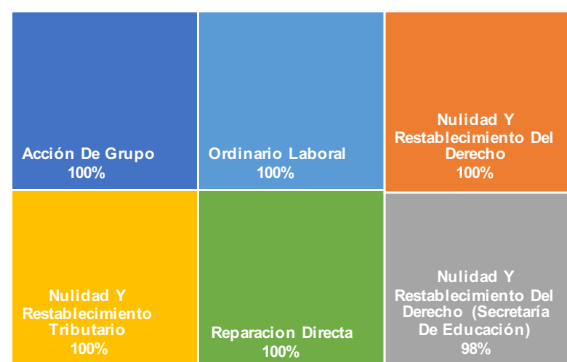 Acción De Grupo
100%
Ordinario Laboral
100%
Nulidad Y
Restablecimiento Del
Derecho
100%
Nulidad Y
Restablecimiento
Tributario
100%
Reparacion Directa
100%
Nulidad Y
Restablecimiento Del
Derecho (Secretaría
De Educación)
98%